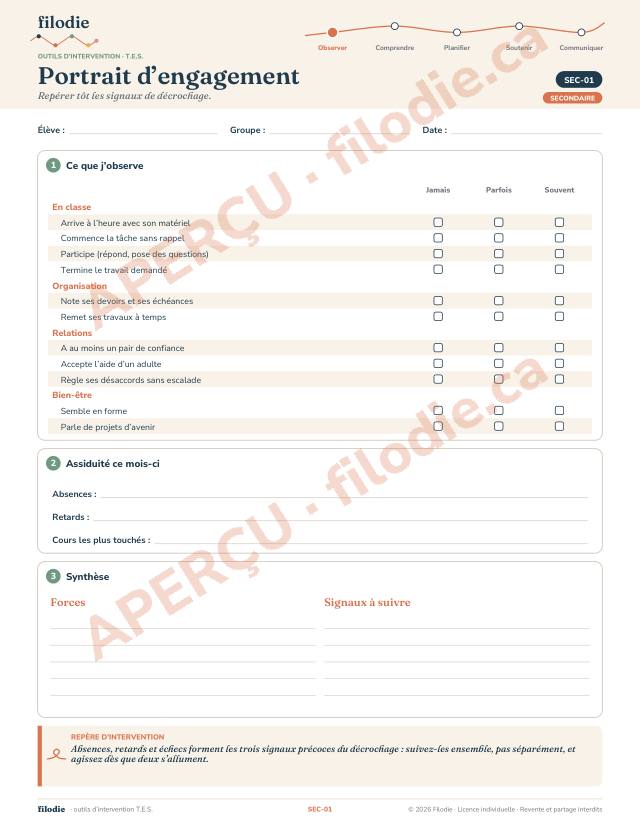 filodie
Observer Comprendre Planifier Soutenir Communiquer
OUTILS D'INTERVENTION · T.E.S.
Portrait d'engagement
SEC-01
Repérer tôt les signaux de décrochage.
SECONDAIRE
Élève : Groupe : Date :
1 Ce que j'observe
Jamais Parfois Souvent
En classe
Arrive à l'heure avec son matériel
Commence la tâche sans rappel
Participe (répond, pose des questions)
Termine le travail demandé
Organisation
Note ses devoirs et ses échéances
Remet ses travaux à temps
Relations
A au moins un pair de confiance
Accepte l'aide d'un adulte
Règle ses désaccords sans escalade
Bien-être
Semble en forme
Parle de projets d'avenir
APERÇU · filodie.ca
2 Assiduité ce mois-ci
Absences :
Retards :
Cours les plus touchés :
3 Synthèse
Forces Signaux à suivre
APERÇU · filodie.ca
REPÈRE D'INTERVENTION
Absences, retards et échecs forment les trois signaux précoces du décrochage : suivez-les ensemble, pas séparément, et
agissez dès que deux s'allument.
filodie · outils d'intervention T.E.S. SEC-01 © 2026 Filodie · Licence individuelle · Revente et partage interdits